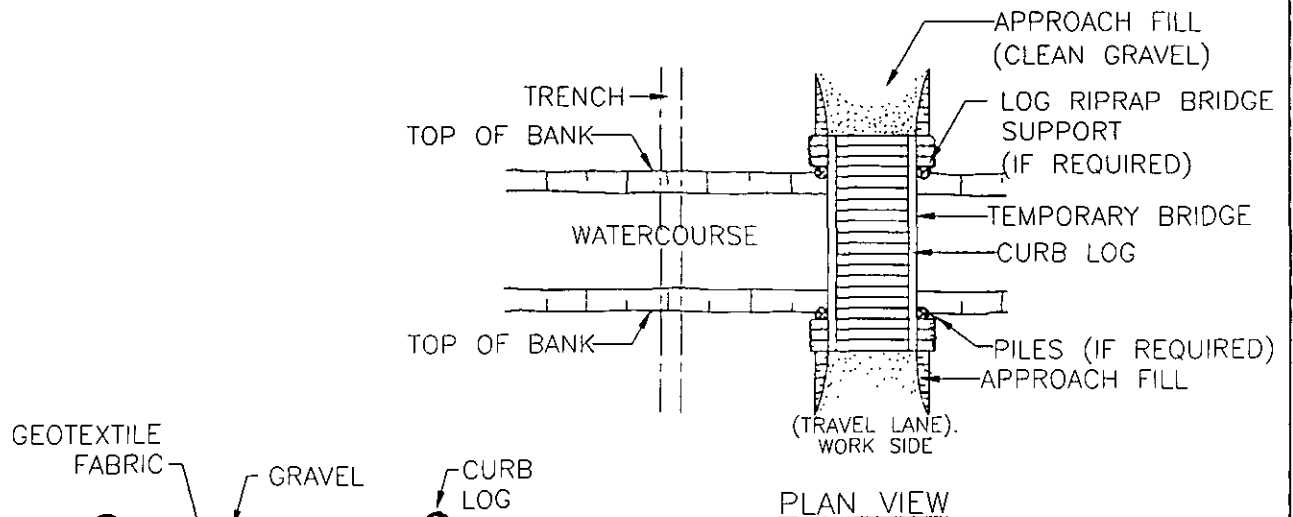 APPROACH FILL
(CLEAN GRAVEL)
TRENCH
LOG RIPRAP BRIDGE
SUPPORT
(IF REQUIRED)
TOP OF BANK
WATERCOURSE
TEMPORARY BRIDGE
CURB LOG
TOP OF BANK
PILES (IF REQUIRED)
APPROACH FILL
(TRAVEL LANE).
WORK SIDE
GEOTEXTILE
FABRIC
GRAVEL
CURB
LOG
PLAN VIEW